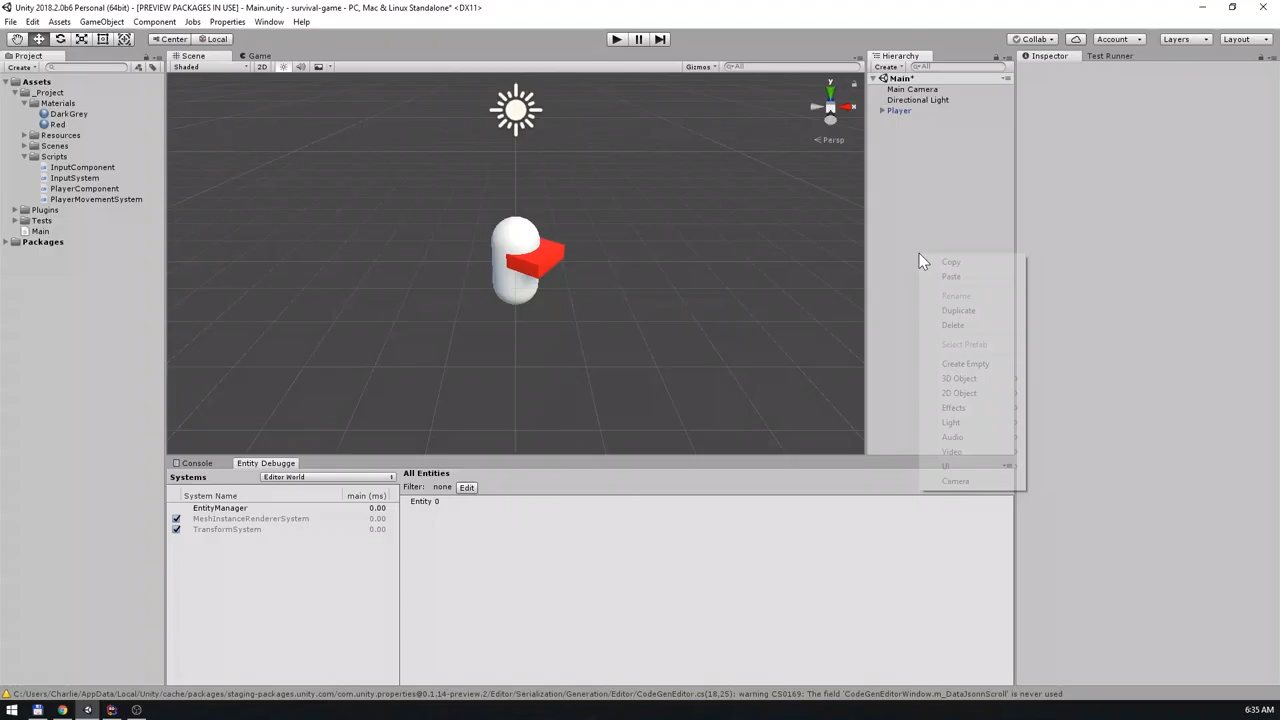 Unity 2018.2.0b6 Personal (64bit) - [PREVIEW PACKAGES IN USE] - Main.unity - survival-game - PC, Mac & Linux Standalone* <DX11>
File Edit Assets GameObject Component Jobs Properties Window Help
Center Local Collab Account Layers Layout
Project Scene Game Hierarchy Inspector Test Runner
Create Shaded 2D Gizmos All Create All
Assets
_Project
Materials
DarkGrey
Red
Resources
Scenes
Scripts
InputComponent
InputSystem
PlayerComponent
PlayerMovementSystem
Plugins
Tests
Main
Packages
y
x
Persp
Main*
Main Camera
Directional Light
Player
Copy
Paste
Rename
Duplicate
Delete
Select Prefab
Create Empty
3D Object
2D Object
Effects
Light
Audio
Video
UI
Camera
Console Entity Debugge
Systems Editor World
System Name main (ms)
EntityManager 0.00
MeshInstanceRendererSystem 0.00
TransformSystem 0.00
All Entities
Filter: none Edit
Entity 0
C:/Users/Charlie/AppData/Local/Unity/cache/packages/staging-packages.unity.com/com.unity.properties@0.1.14-preview.2/Editor/Serialization/Generation/Editor/CodeGenEditor.cs(18,25): warning CS0169: The field `CodeGenEditorWindow.m_DataJsonnScroll' is never used
6:35 AM